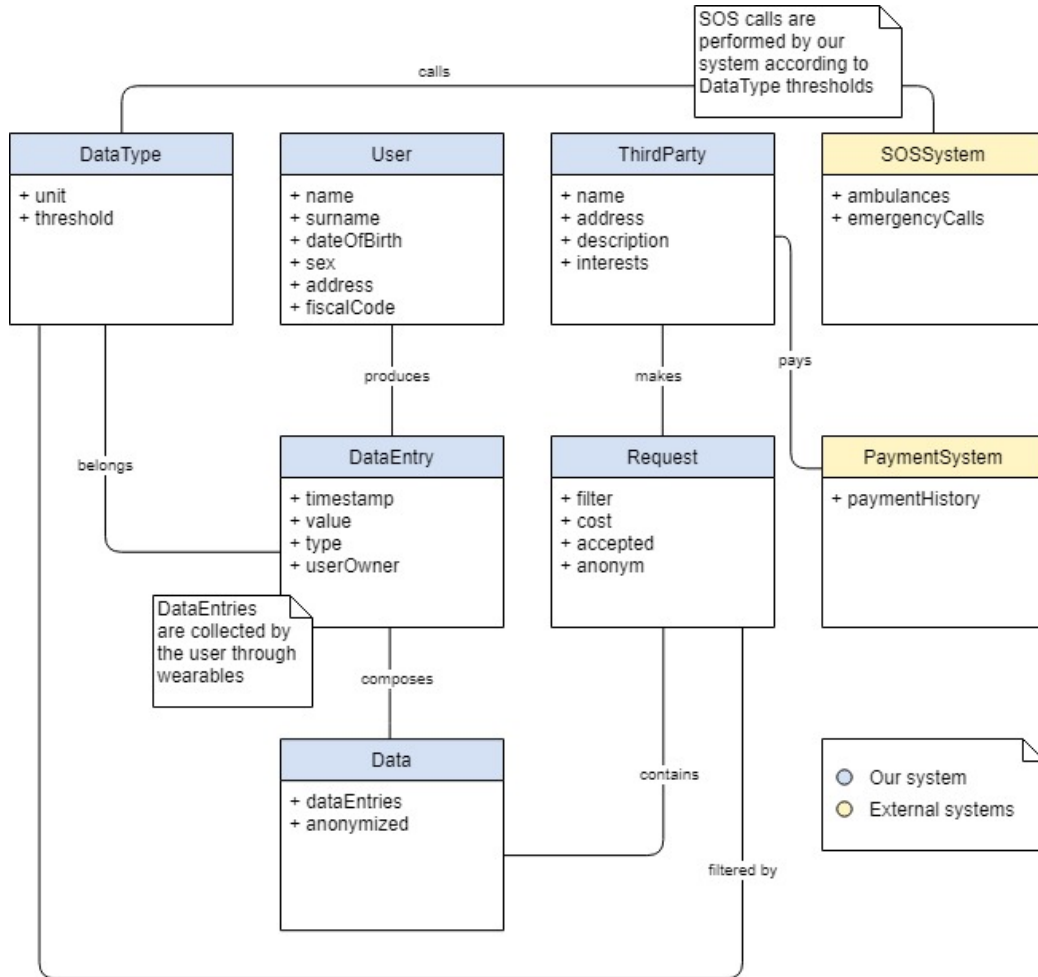 SOS calls are
performed by our
system according to
DataType thresholds
calls
DataType
+ unit
+ threshold
User
+ name
+ surname
+ dateOfBirth
+ sex
+ address
+ fiscalCode
ThirdParty
+ name
+ address
+ description
+ interests
SOSSystem
+ ambulances
+ emergencyCalls
produces
makes
pays
belongs
DataEntry
+ timestamp
+ value
+ type
+ userOwner
Request
+ filter
+ cost
+ accepted
+ anonym
PaymentSystem
+ paymentHistory
DataEntries
are collected by
the user through
wearables
composes
Data
+ dataEntries
+ anonymized
contains
filtered by
Our system
External systems